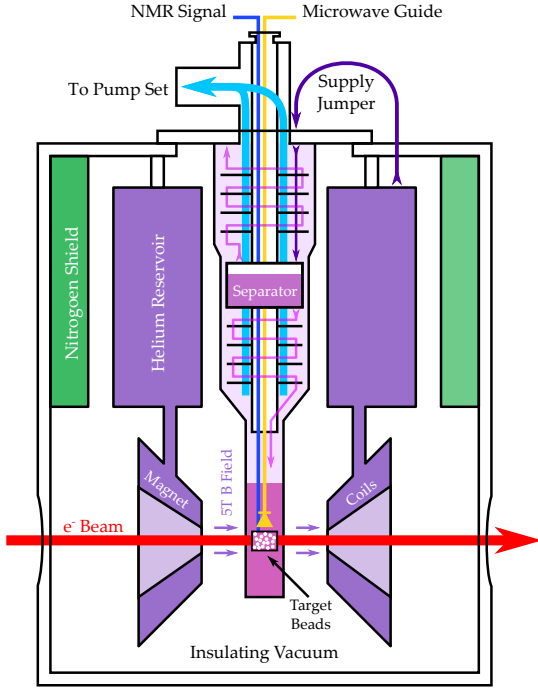 NMR Signal
Microwave Guide
To Pump Set
Supply
Jumper
Nitrogoen Shield
Helium Reservoir
Separator
Magnet
5T B Field
Coils
e- Beam
Target
Beads
Insulating Vacuum